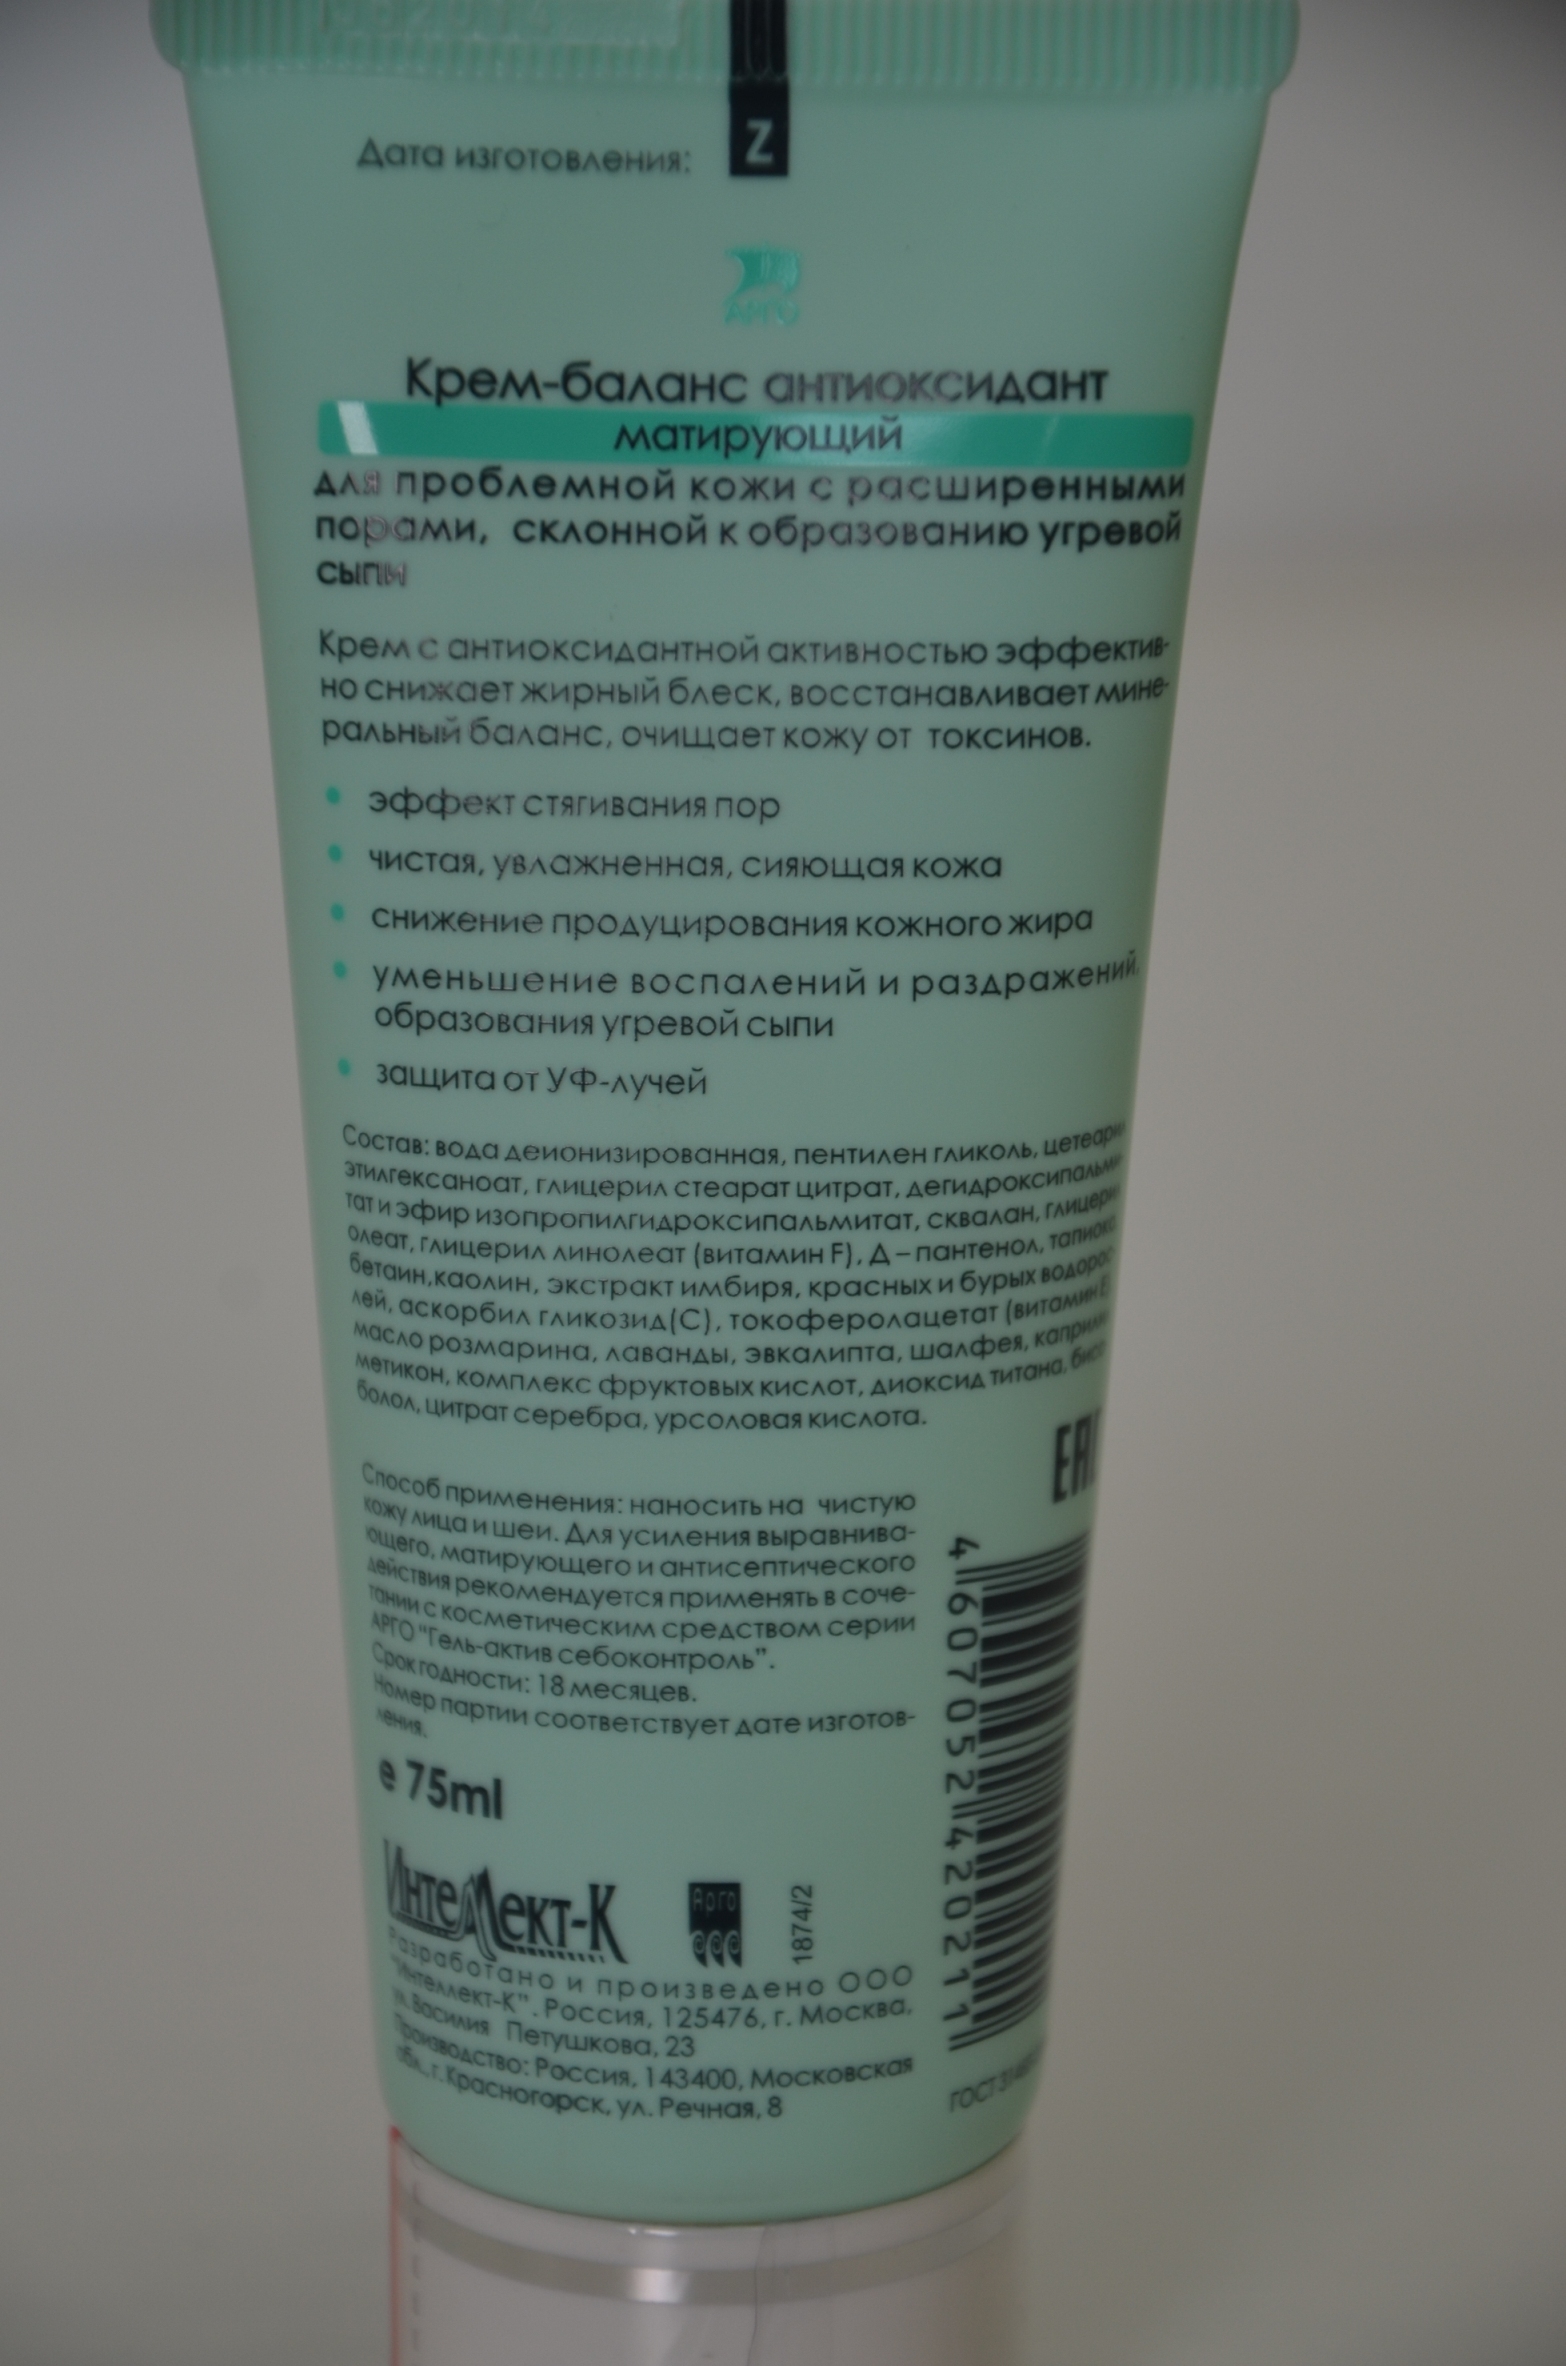 Z
Дата изготовления:
АРГО
Крем-баланс антиоксидант
матирующий
для проблемной кожи с расширенными
порами, склонной к образованию угревой
сыпи
Крем с антиоксидантной активностью эффектив-
но снижает жирный блеск, восстанавливает мине-
ральный баланс, очищает кожу от токсинов.
эффект стягивания пор
чистая, увлажненная, сияющая кожа
снижение продуцирования кожного жира
уменьшение воспалений и раздражений,
образования угревой сыпи
защита от УФ-лучей
Состав: вода деионизированная, пентилен гликоль,
этилгексаноат, глицерил стеарат цитрат, дегидроксипальми-
тат и эфир изопропилгидроксипальмитат, сквалан, глицерил
олеат, глицерил линолеат (витамин F), Д – пантенол, тапиока
бетаин,каолин, экстракт имбиря, красных и бурых водорос-
лей, аскорбил гликозид(С), токоферолацетат (витамин Е)
масло розмарина, лаванды, эвкалипта, шалфея,
метикон, комплекс фруктовых кислот, диоксид титана, бисо-
болол, цитрат серебра, урсоловая кислота.
Способ применения: наносить на чистую
кожу лица и шеи. Для усиления выравнива-
ющего, матирующего и антисептического
действия рекомендуется применять в соче-
тании с косметическим средством серии
АРГО "Гель-актив себоконтроль".
Срок годности: 18 месяцев.
Номер партии соответствует дате изготов-
ления.
e 75ml
EAC
4 607052 420211
Интеллект-К
Арго
1874/2
Разработано и произведено ООО
"Интеллект-К". Россия, 125476, г. Москва,
ул. Василия Петушкова, 23
Производство: Россия, 143400, Московская
обл., г. Красногорск, ул. Речная, 8
ГОСТ